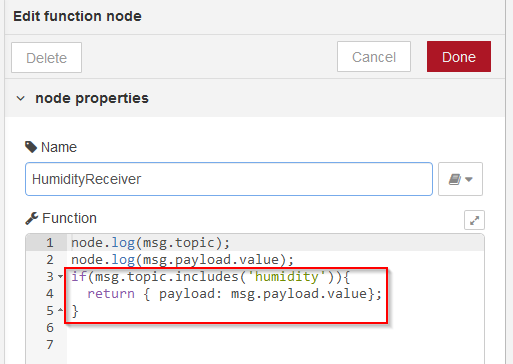 Edit function node
Delete
Cancel
Done
node properties
Name
HumidityReceiver
Function
1 node.log(msg.topic);
2 node.log(msg.payload.value);
3 if(msg.topic.includes('humidity')){
4 return { payload: msg.payload.value};
5 }
6
7